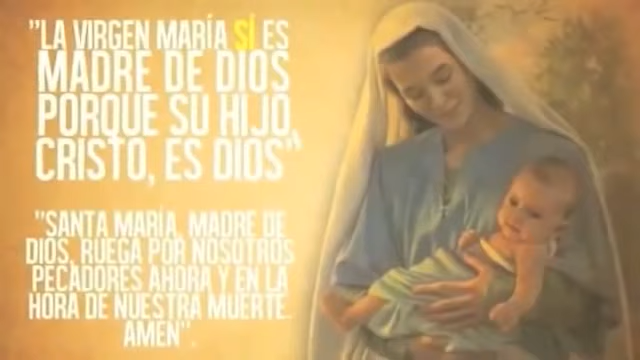 "LA VIRGEN MARÍA SÍ ES
MADRE DE DIOS
PORQUE SU HIJO,
CRISTO, ES DIOS"
"SANTA MARÍA, MADRE DE
DIOS, RUEGA POR NOSOTROS
PECADORES AHORA Y EN LA
HORA DE NUESTRA MUERTE.
AMEN".